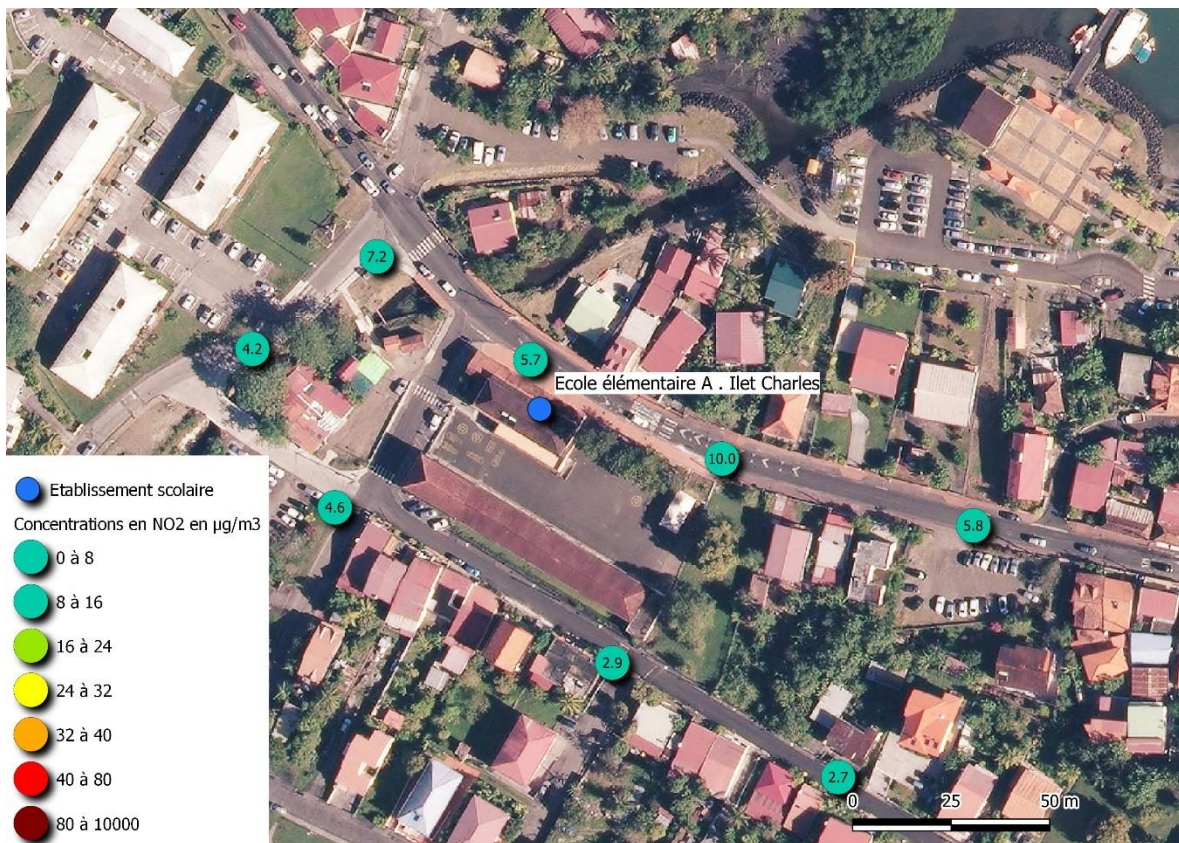 7.2
4.2
5.7
Ecole élémentaire A . Ilet Charles
10.0
4.6
5.8
2.9
2.7
Etablissement scolaire
Concentrations en NO2 en µg/m3
0 à 8
8 à 16
16 à 24
24 à 32
32 à 40
40 à 80
80 à 10000
0 25 50 m